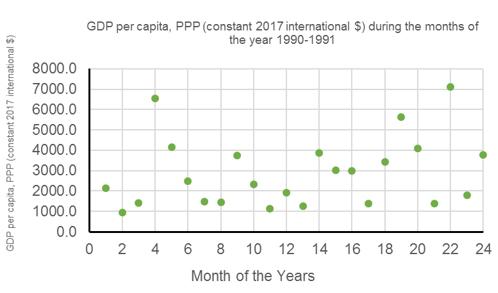 GDP per capita, PPP (constant 2017 international $) during the months of
the year 1990-1991
GDP per capita, PPP (constant 2017 international $)
8000.0
7000.0
6000.0
5000.0
4000.0
3000.0
2000.0
1000.0
0.0
0 2 4 6 8 10 12 14 16 18 20 22 24
Month of the Years